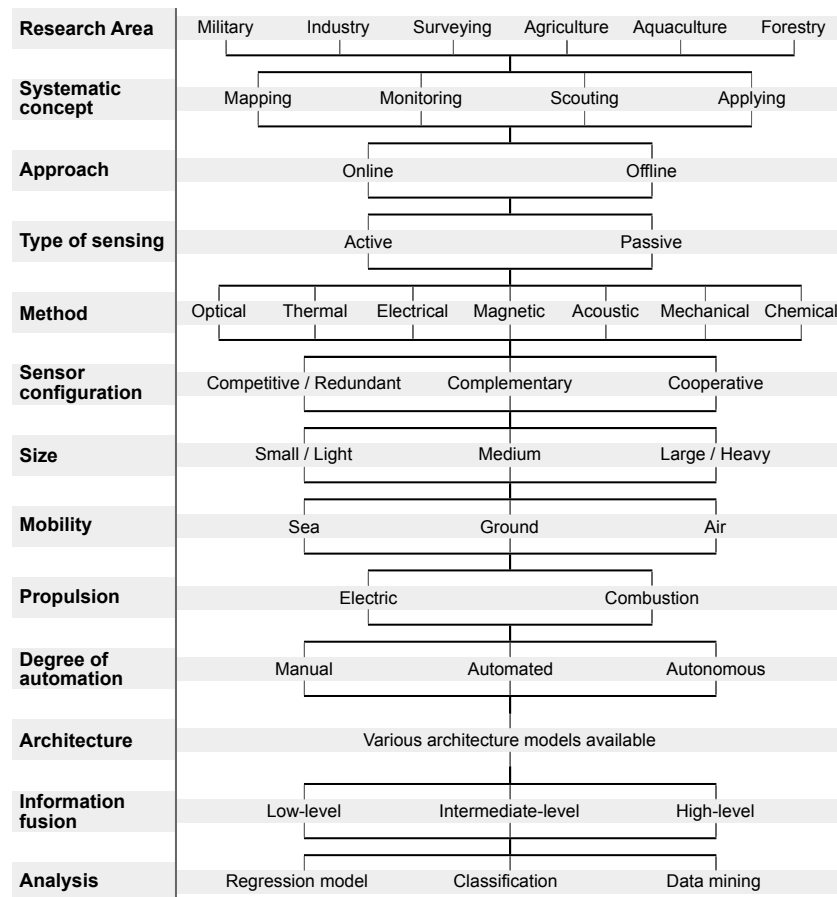 Research Area
Military Industry Surveying Agriculture Aquaculture Forestry
Systematic
concept
Mapping Monitoring Scouting Applying
Approach
Online Offline
Type of sensing
Active Passive
Method
Optical Thermal Electrical Magnetic Acoustic Mechanical Chemical
Sensor
configuration
Competitive / Redundant Complementary Cooperative
Size
Small / Light Medium Large / Heavy
Mobility
Sea Ground Air
Propulsion
Electric Combustion
Degree of
automation
Manual Automated Autonomous
Architecture
Various architecture models available
Information
fusion
Low-level Intermediate-level High-level
Analysis
Regression model Classification Data mining